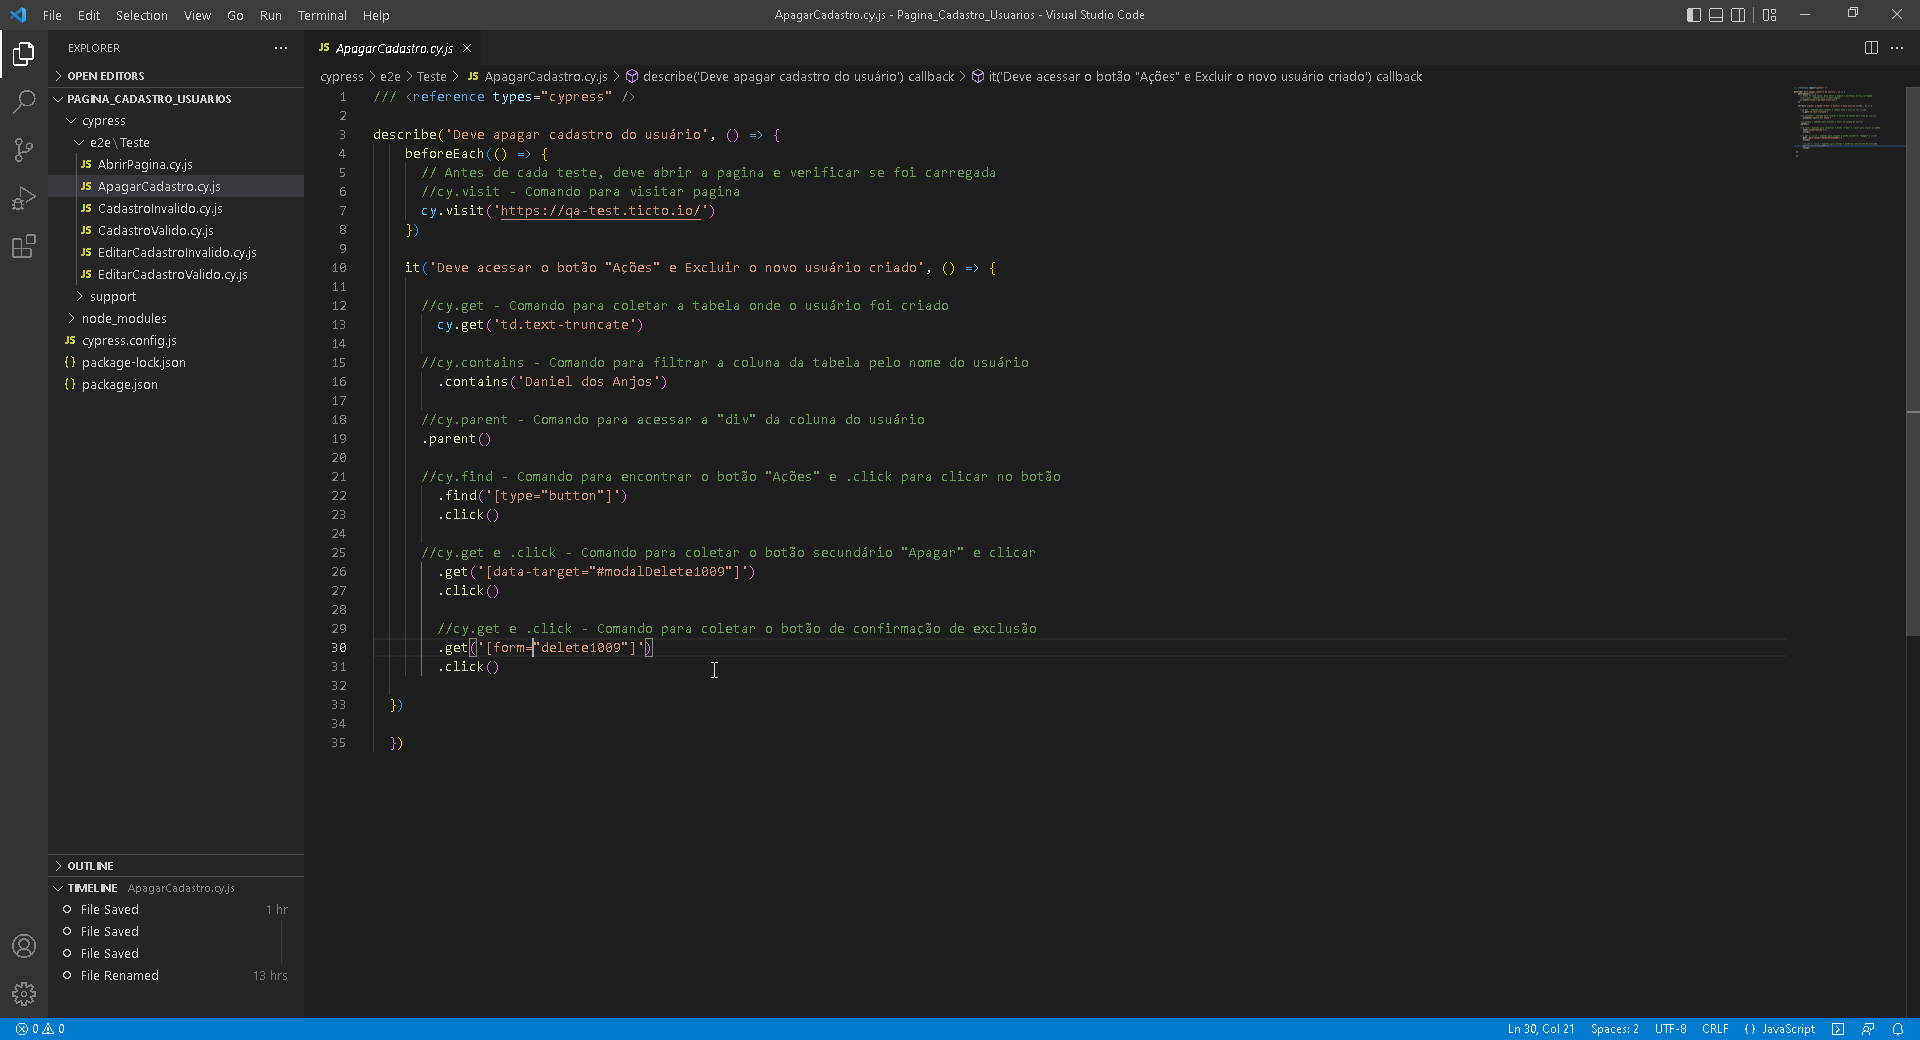 File Edit Selection View Go Run Terminal Help
ApagarCadastro.cy.js - Pagina_Cadastro_Usuarios - Visual Studio Code
EXPLORER
OPEN EDITORS
PAGINA_CADASTRO_USUARIOS
cypress
e2e \ Teste
JS AbrirPagina.cy.js
JS ApagarCadastro.cy.js
JS CadastroInvalido.cy.js
JS CadastroValido.cy.js
JS EditarCadastroInvalido.cy.js
JS EditarCadastroValido.cy.js
support
node_modules
JS cypress.config.js
{} package-lock.json
{} package.json
OUTLINE
TIMELINE ApagarCadastro.cy.js
File Saved 1 hr
File Saved
File Saved
File Renamed 13 hrs
JS ApagarCadastro.cy.js
cypress > e2e > Teste > JS ApagarCadastro.cy.js > describe('Deve apagar cadastro do usuário') callback > it('Deve acessar o botão "Ações" e Excluir o novo usuário criado') callback
1 /// <reference types="cypress" />
2
3 describe('Deve apagar cadastro do usuário', () => {
4 beforeEach(() => {
5 // Antes de cada teste, deve abrir a pagina e verificar se foi carregada
6 //cy.visit - Comando para visitar pagina
7 cy.visit('https://qa-test.ticto.io/')
8 })
9
10 it('Deve acessar o botão "Ações" e Excluir o novo usuário criado', () => {
11
12 //cy.get - Comando para coletar a tabela onde o usuário foi criado
13 cy.get('td.text-truncate')
14
15 //cy.contains - Comando para filtrar a coluna da tabela pelo nome do usuário
16 .contains('Daniel dos Anjos')
17
18 //cy.parent - Comando para acessar a "div" da coluna do usuário
19 .parent()
20
21 //cy.find - Comando para encontrar o botão "Ações" e .click para clicar no botão
22 .find('[type="button"]')
23 .click()
24
25 //cy.get e .click - Comando para coletar o botão secundário "Apagar" e clicar
26 .get('[data-target="#modalDelete1009"]')
27 .click()
28
29 //cy.get e .click - Comando para coletar o botão de confirmação de exclusão
30 .get('[form="delete1009"]')
31 .click()
32
33 })
34
35 })
0 0
Ln 30, Col 21 Spaces: 2 UTF-8 CRLF {} JavaScript